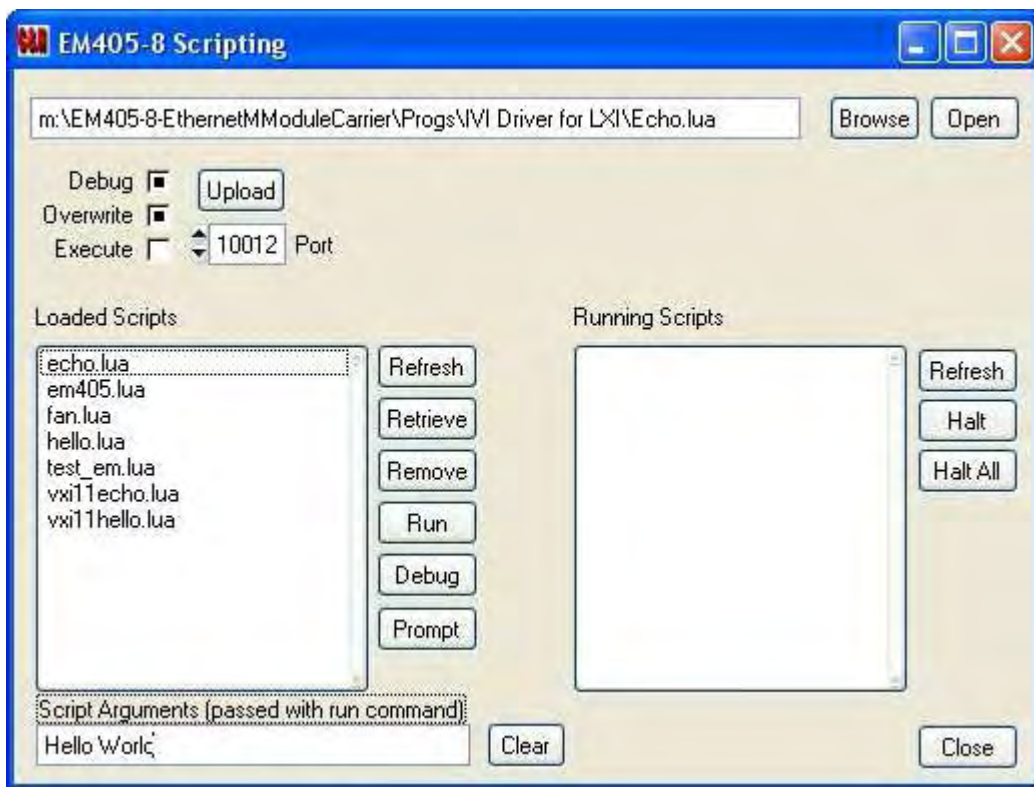 EM405-8 Scripting
m:\EM405-8-EthernetMModuleCarrier\Progs\IVI Driver for LXI\Echo.lua
Browse
Open
Debug
Upload
Overwrite
Execute
10012
Port
Loaded Scripts
echo.lua
em405.lua
fan.lua
hello.lua
test_em.lua
vxi11echo.lua
vxi11hello.lua
Refresh
Retrieve
Remove
Run
Debug
Prompt
Running Scripts
Refresh
Halt
Halt All
Script Arguments (passed with run command)
Hello World
Clear
Close